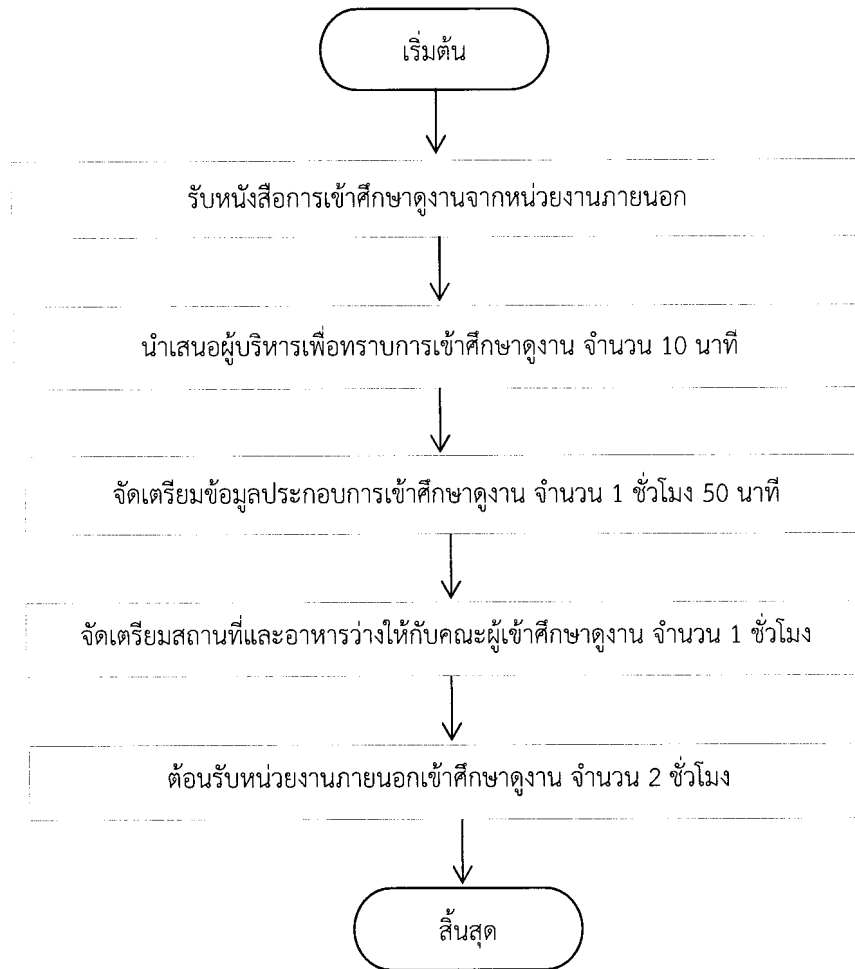 เริ่มต้น
รับหนังสือการเข้าศึกษาดูงานจากหน่วยงานภายนอก
นำเสนอผู้บริหารเพื่อทราบการเข้าศึกษาดูงาน จำนวน 10 นาที
จัดเตรียมข้อมูลประกอบการเข้าศึกษาดูงาน จำนวน 1 ชั่วโมง 50 นาที
จัดเตรียมสถานที่และอาหารว่างให้กับคณะผู้เข้าศึกษาดูงาน จำนวน 1 ชั่วโมง
ต้อนรับหน่วยงานภายนอกเข้าศึกษาดูงาน จำนวน 2 ชั่วโมง
สิ้นสุด